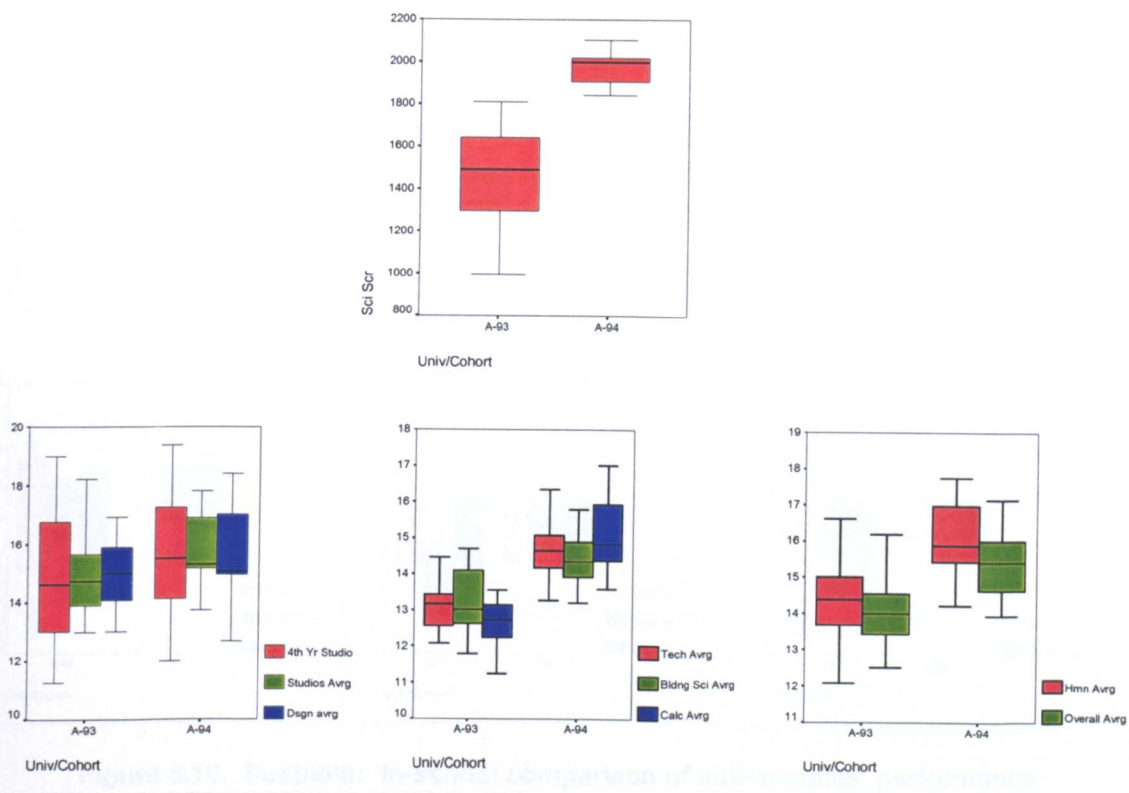 2200
2000
1800
1600
1400
1200
1000
800
Sci Scr
A-93 A-94
Univ/Cohort
20
18
16
14
12
10
A-93 A-94
Univ/Cohort
4th Yr Studio
Studios Avrg
Dsgn avrg
18
17
16
15
14
13
12
11
10
A-93 A-94
Univ/Cohort
Tech Avrg
Bldng Sci Avrg
Calc Avrg
19
18
17
16
15
14
13
12
11
A-93 A-94
Univ/Cohort
Hmn Avrg
Overall Avrg